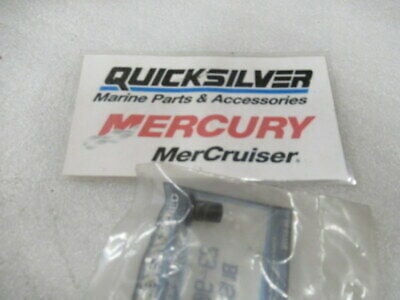 QUICKSILVER
Marine Parts & Accessories
MERCURY
MerCruiser®